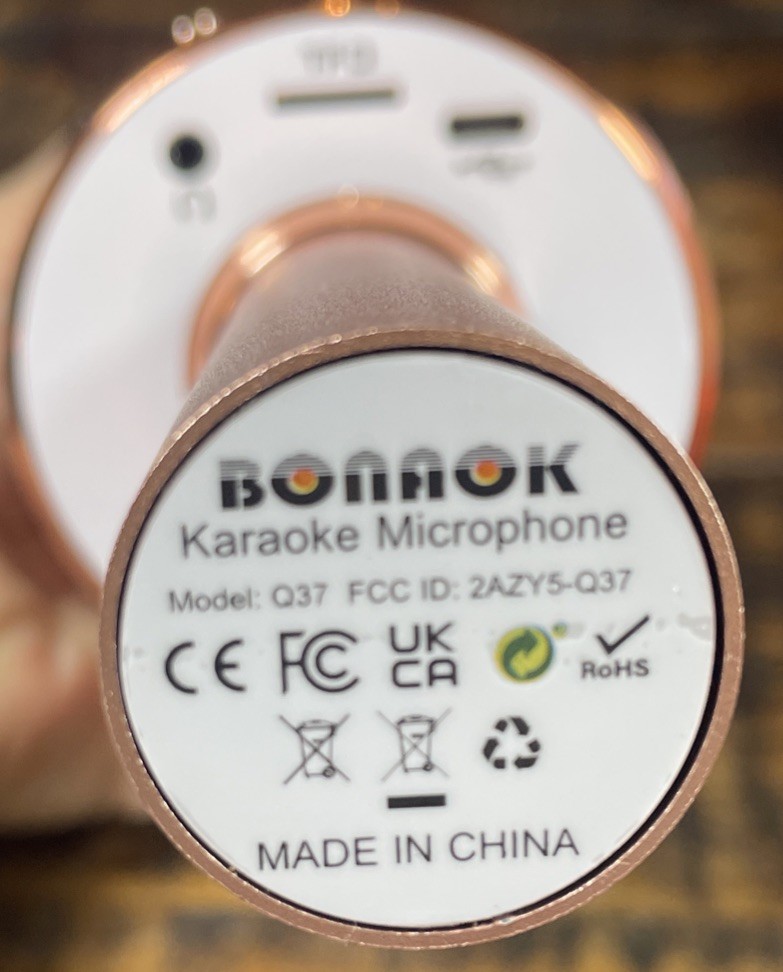 BONAOK
Karaoke Microphone
Model: Q37 FCC ID: 2AZY5-Q37
CE FC UK CA RoHS
MADE IN CHINA